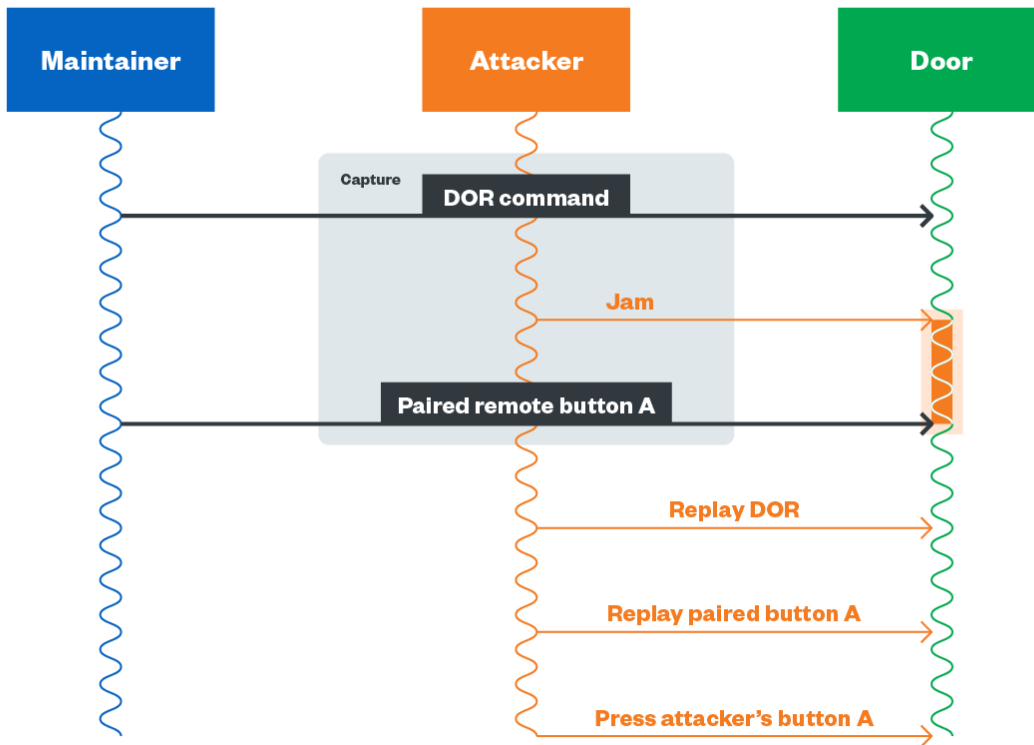 Maintainer
Attacker
Door
Capture
DOR command
Jam
Paired remote button A
Replay DOR
Replay paired button A
Press attacker’s button A